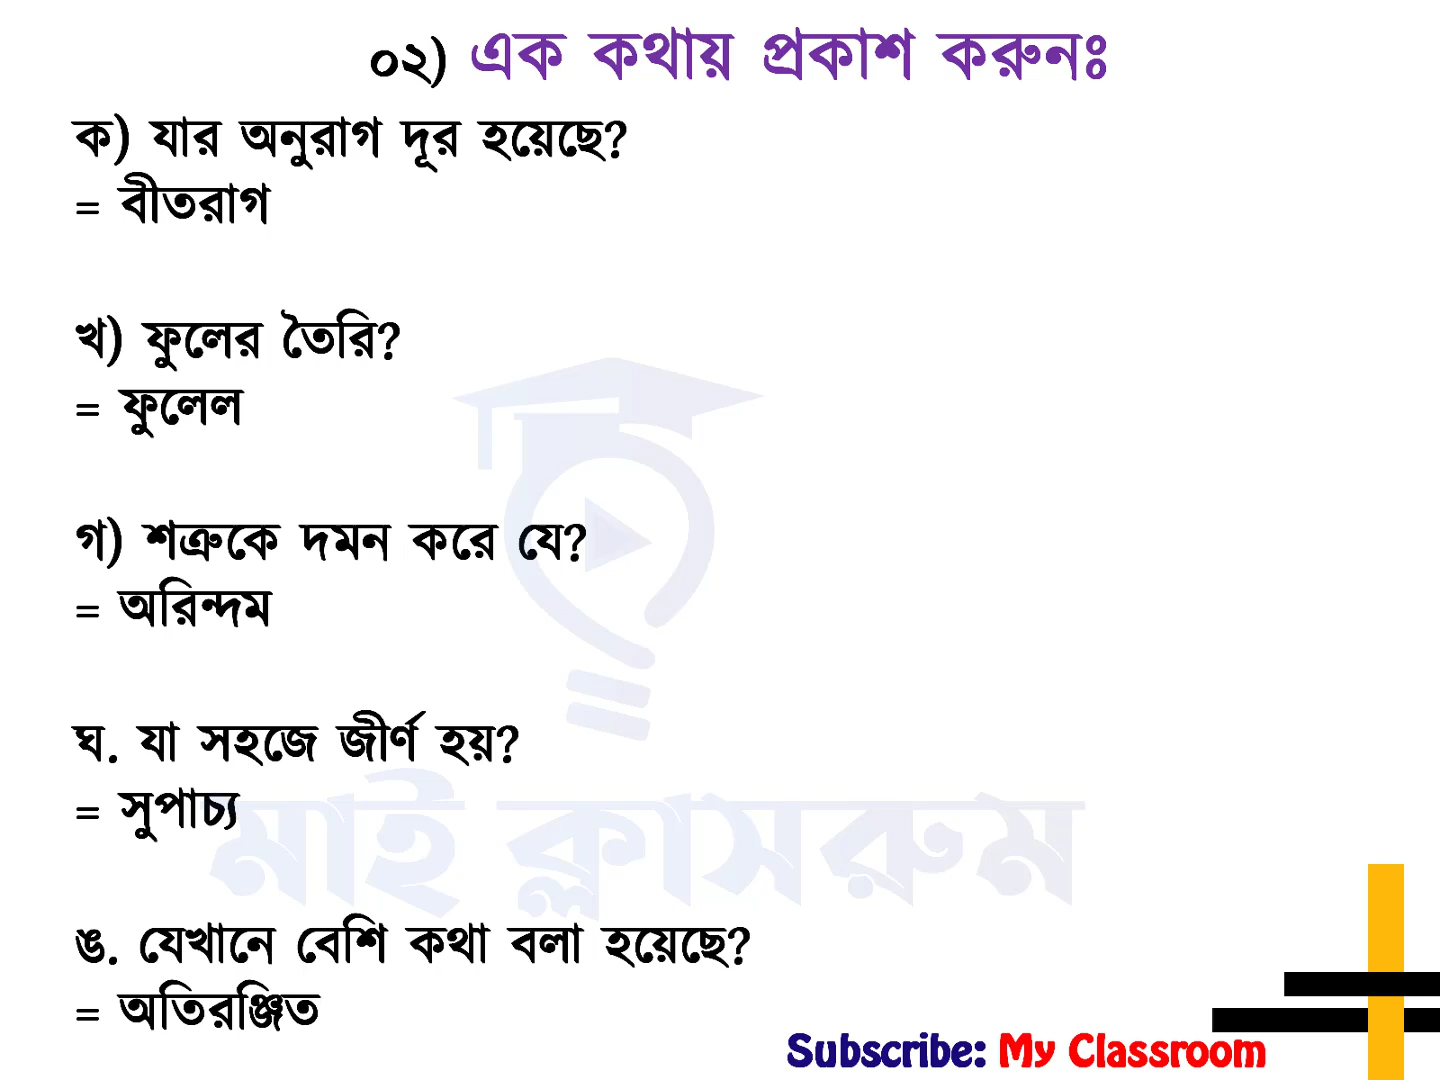 ০২) এক কথায় প্রকাশ করুনঃ
ক) যার অনুরাগ দূর হয়েছে?
= বীতরাগ
খ) ফুলের তৈরি?
= ফুলেল
গ) শত্রুকে দমন করে যে?
= অরিন্দম
ঘ. যা সহজে জীর্ণ হয়?
= সুপাচ্য
মাই ক্লাসরুম
ঙ. যেখানে বেশি কথা বলা হয়েছে?
= অতিরঞ্জিত
Subscribe: My Classroom